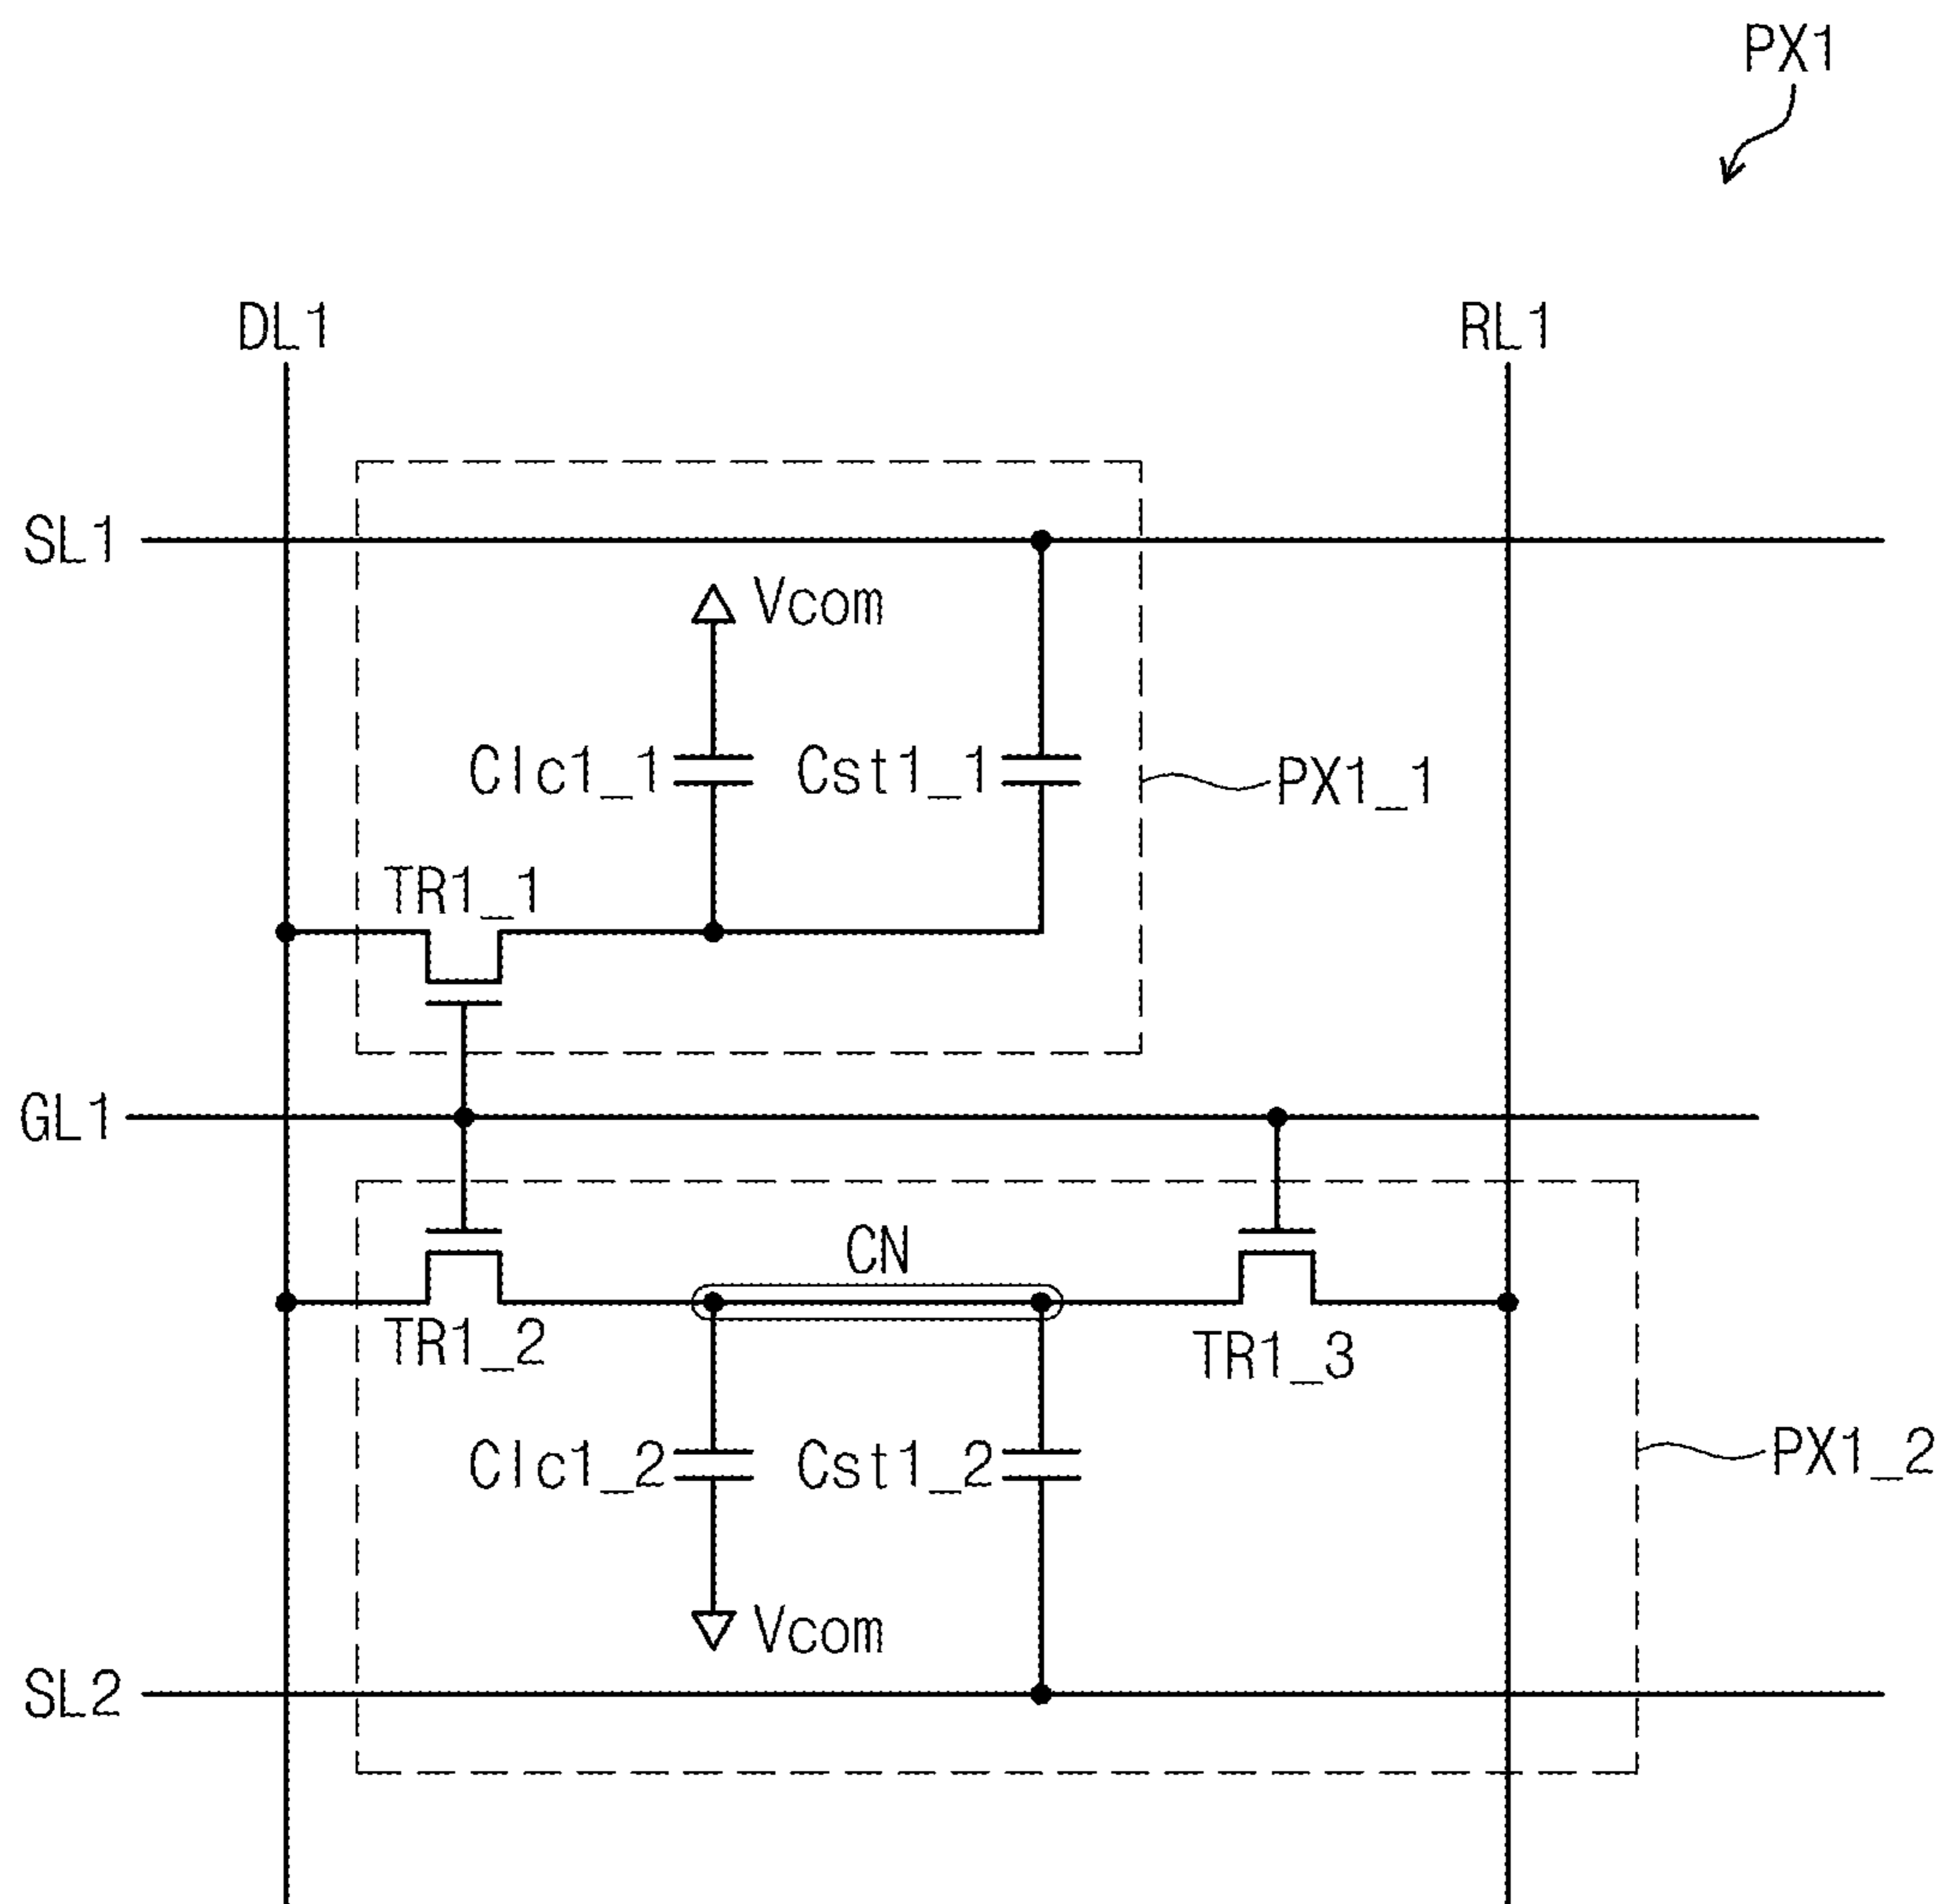 PX1
DL1
RL1
SL1
Vcom
Clc1_1
Cst1_1
PX1_1
TR1_1
GL1
CN
TR1_2
TR1_3
Clc1_2
Cst1_2
PX1_2
Vcom
SL2